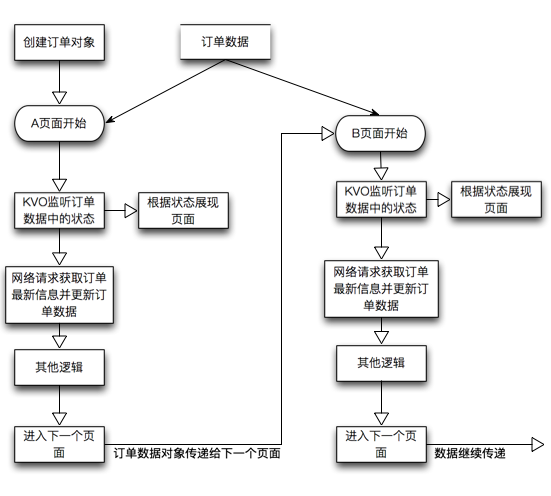 创建订单对象
订单数据
A页面开始
B页面开始
KVO监听订单
数据中的状态
根据状态展现
页面
KVO监听订单
数据中的状态
根据状态展现
页面
网络请求获取订单
最新信息并更新订
单数据
网络请求获取订单
最新信息并更新订
单数据
其他逻辑
其他逻辑
进入下一个页
面
订单数据对象传递给下一个页面
进入下一个页
面
数据继续传递